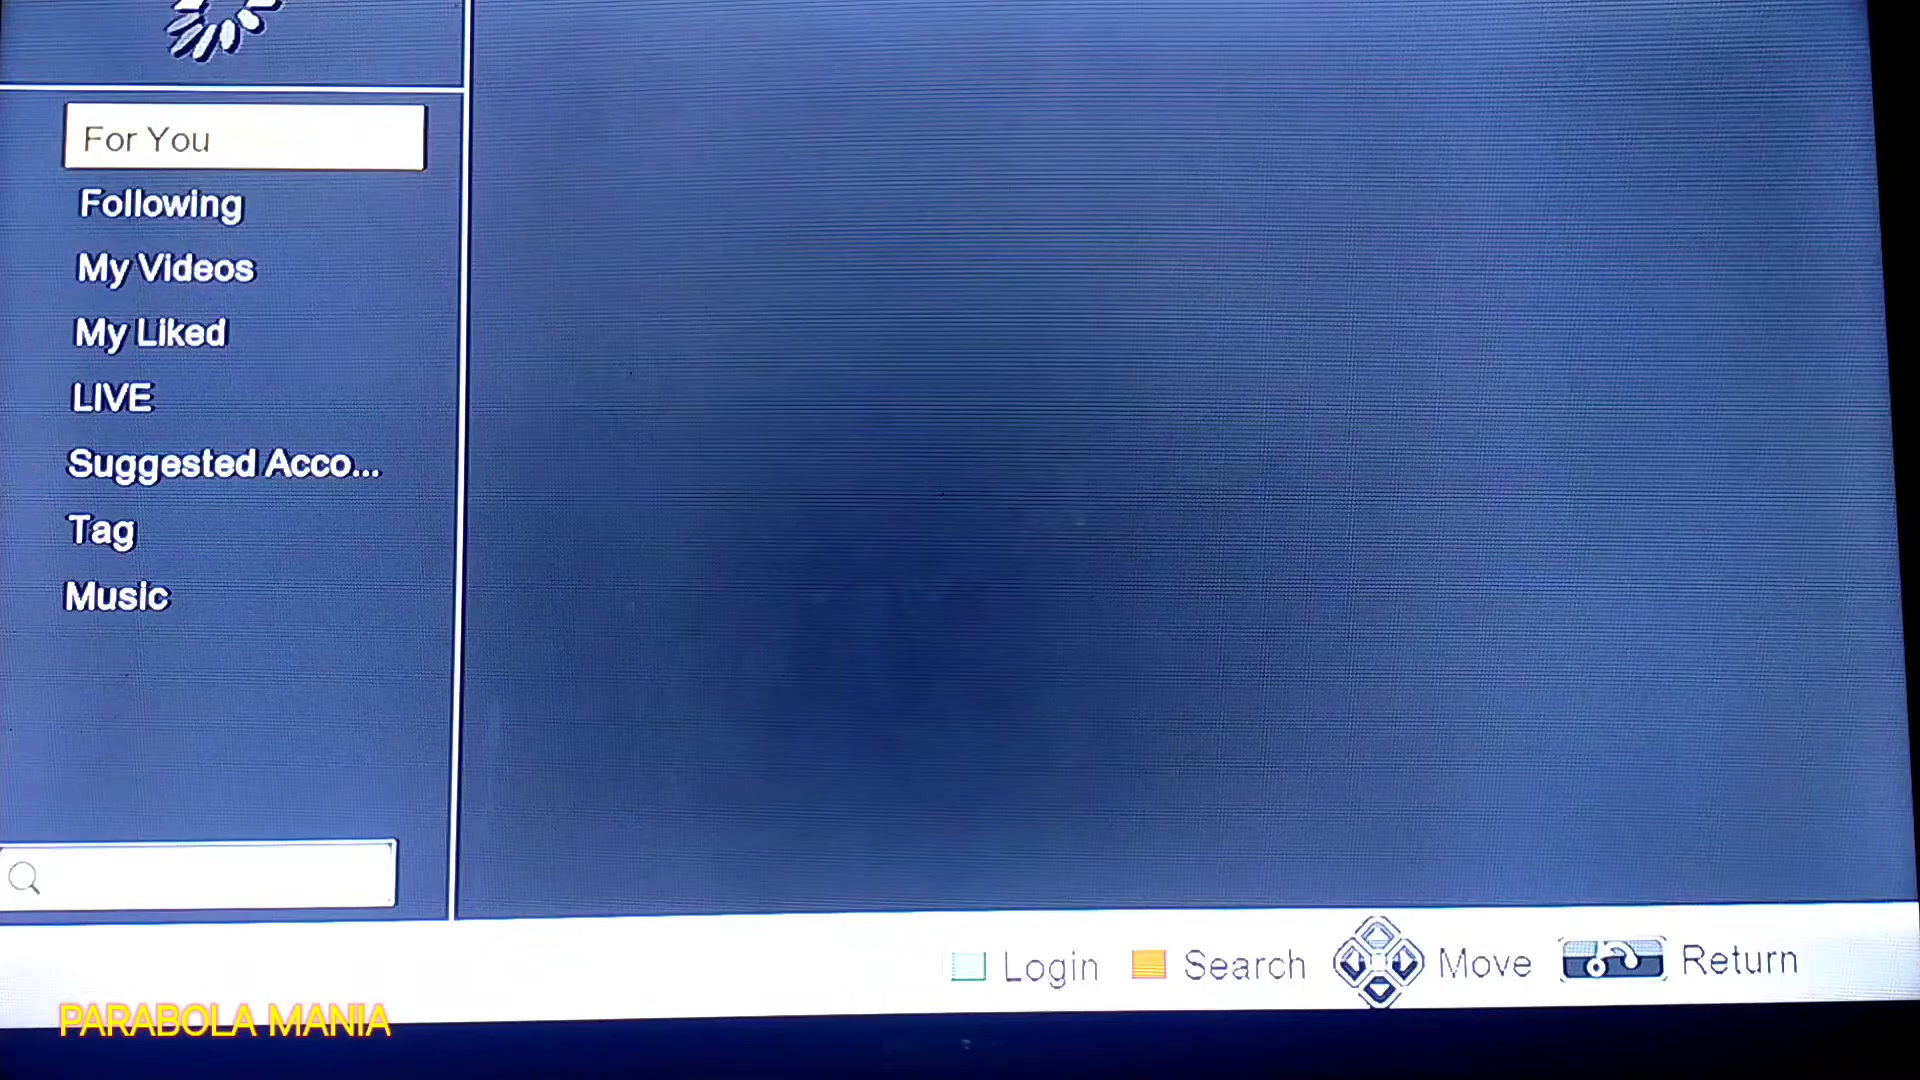 For You
Following
My Videos
My Liked
LIVE
Suggested Acco...
Tag
Music
Login Search Move Return
PARABOLA MANIA